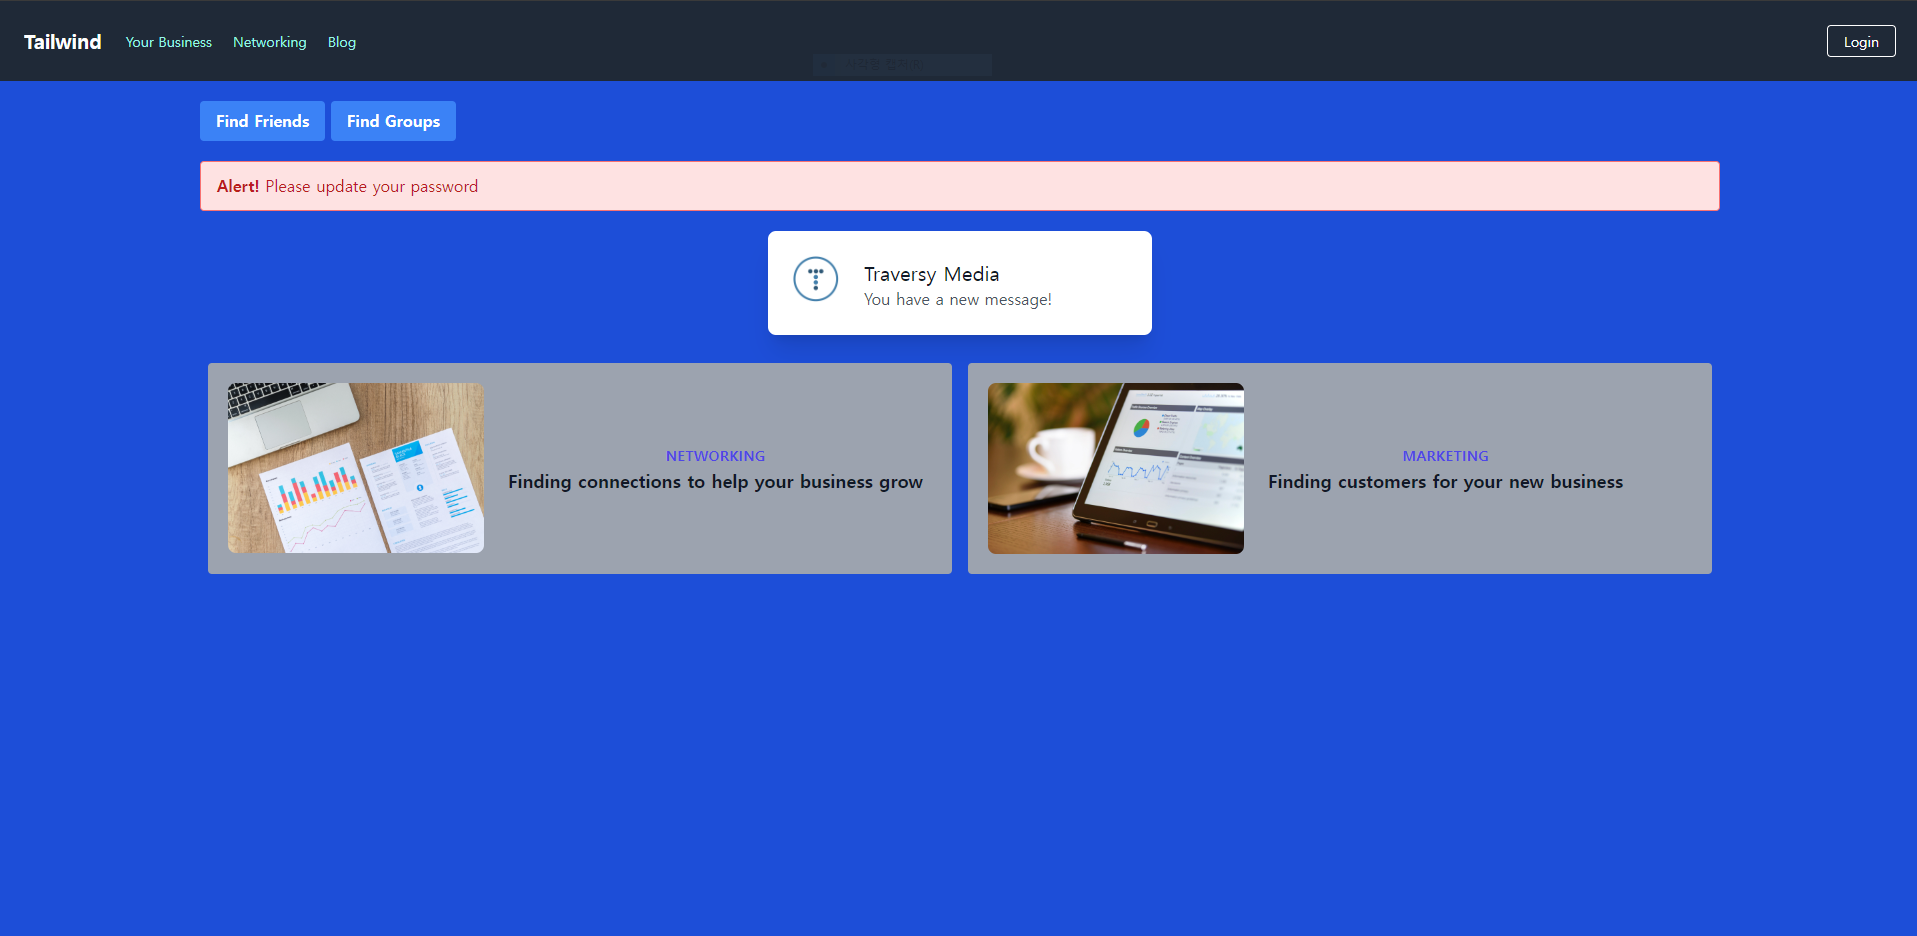 Tailwind Your Business Networking Blog Login
Find Friends Find Groups
Alert! Please update your password
Traversy Media
You have a new message!
NETWORKING
Finding connections to help your business grow
MARKETING
Finding customers for your new business